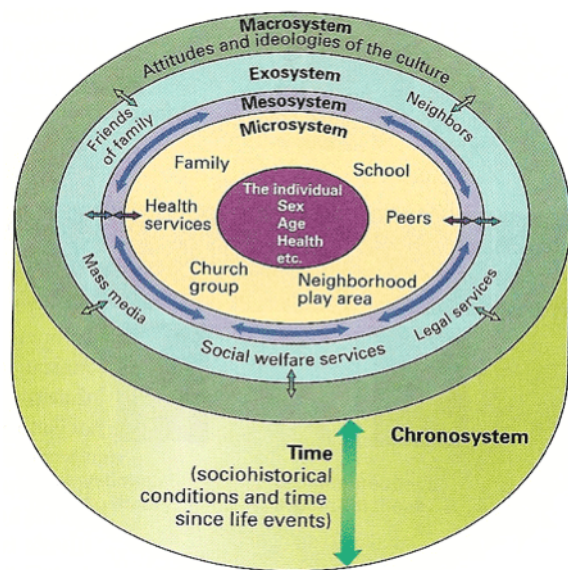 Macrosystem
Attitudes and ideologies of the culture
Exosystem
Mesosystem
Microsystem
Friends
of family
Neighbors
Family
School
The individual
Sex
Age
Health
etc.
Health
services
Peers
Church
group
Neighborhood
play area
Mass media
Social welfare services
Legal services
Chronosystem
Time
(sociohistorical
conditions and time
since life events)